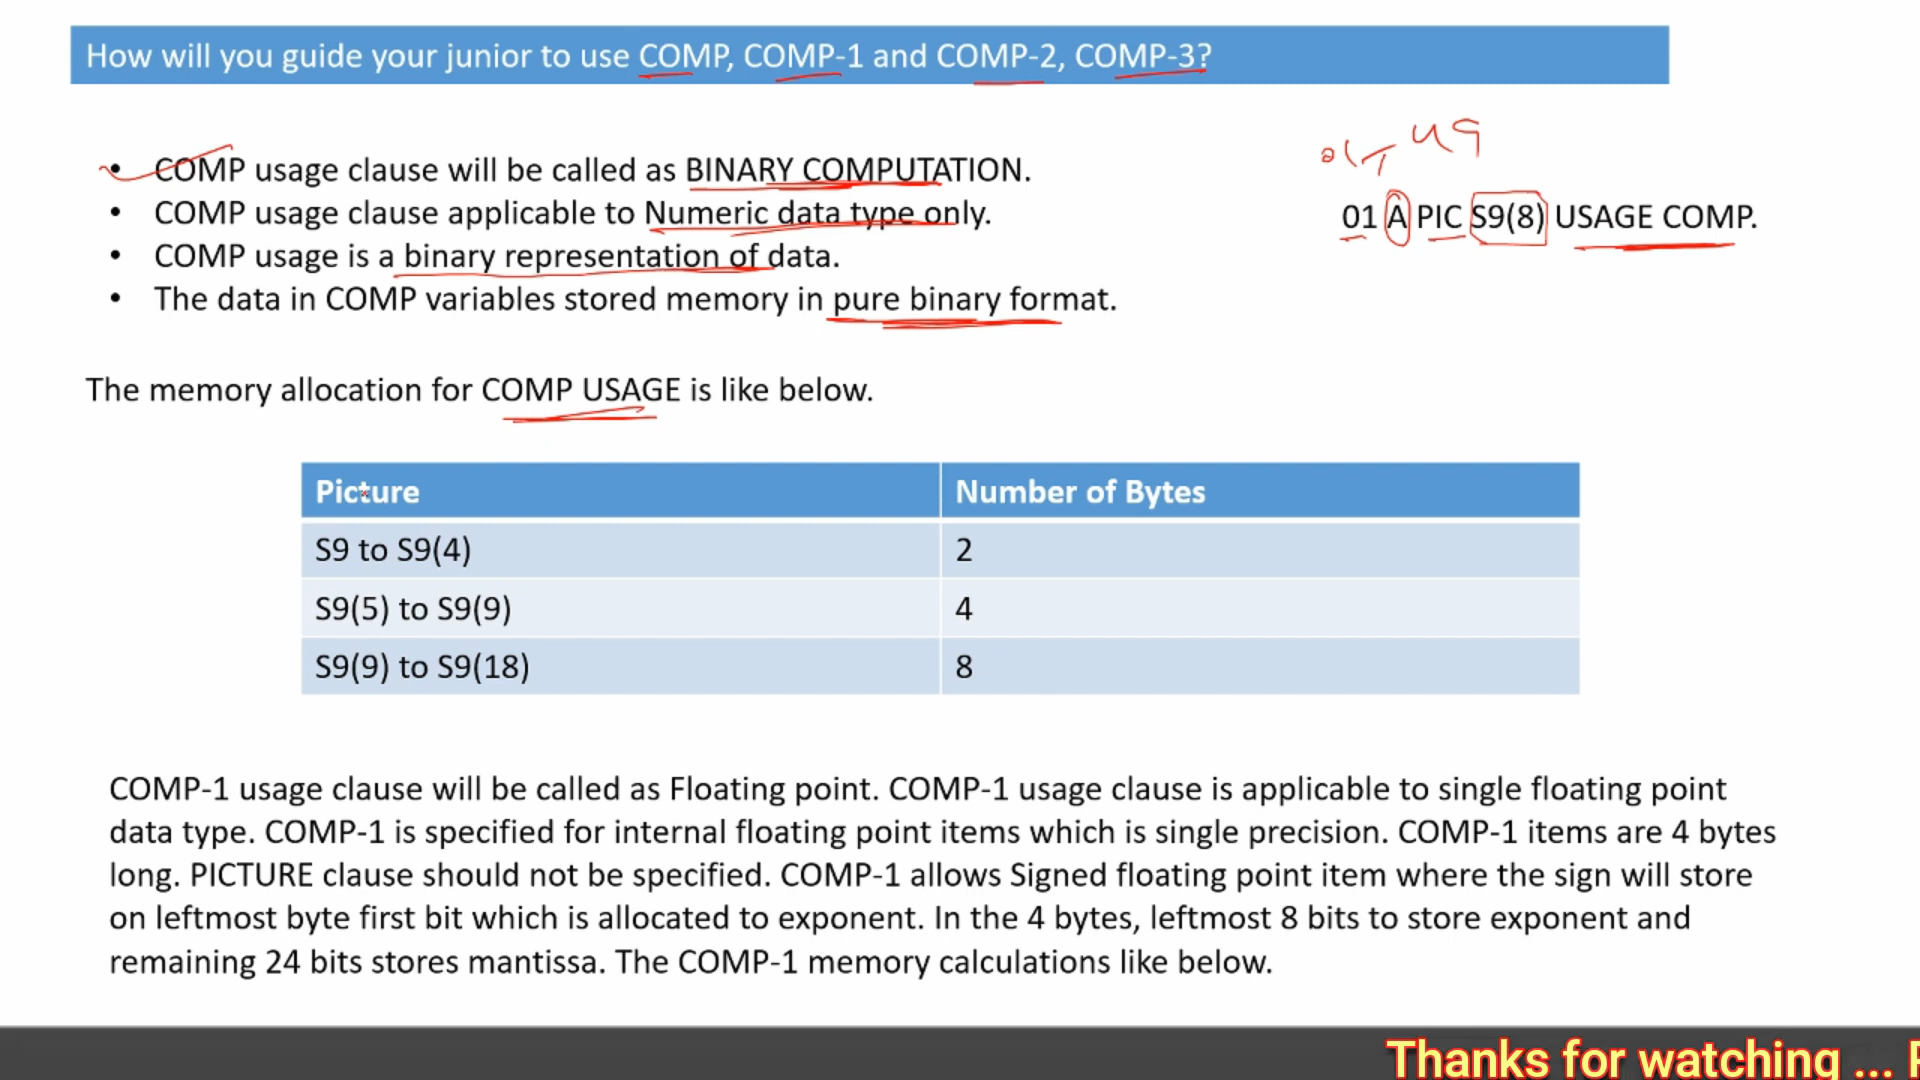 How will you guide your junior to use COMP, COMP-1 and COMP-2, COMP-3?
• COMP usage clause will be called as BINARY COMPUTATION.
• COMP usage clause applicable to Numeric data type only.
• COMP usage is a binary representation of data.
• The data in COMP variables stored memory in pure binary format.
01 A PIC S9(8) USAGE COMP.
The memory allocation for COMP USAGE is like below.
Picture Number of Bytes
S9 to S9(4) 2
S9(5) to S9(9) 4
S9(9) to S9(18) 8
COMP-1 usage clause will be called as Floating point. COMP-1 usage clause is applicable to single floating point
data type. COMP-1 is specified for internal floating point items which is single precision. COMP-1 items are 4 bytes
long. PICTURE clause should not be specified. COMP-1 allows Signed floating point item where the sign will store
on leftmost byte first bit which is allocated to exponent. In the 4 bytes, leftmost 8 bits to store exponent and
remaining 24 bits stores mantissa. The COMP-1 memory calculations like below.
Thanks for watching ...